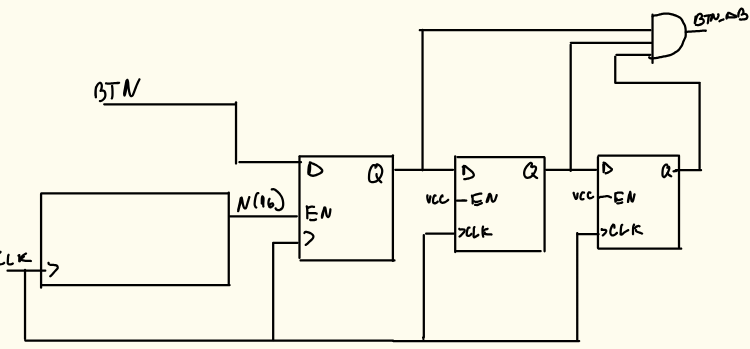 BTN_DB
BTN
D Q
D Q
D Q
N(16)
EN
VCC EN
VCC EN
CLK
CLK
CLK